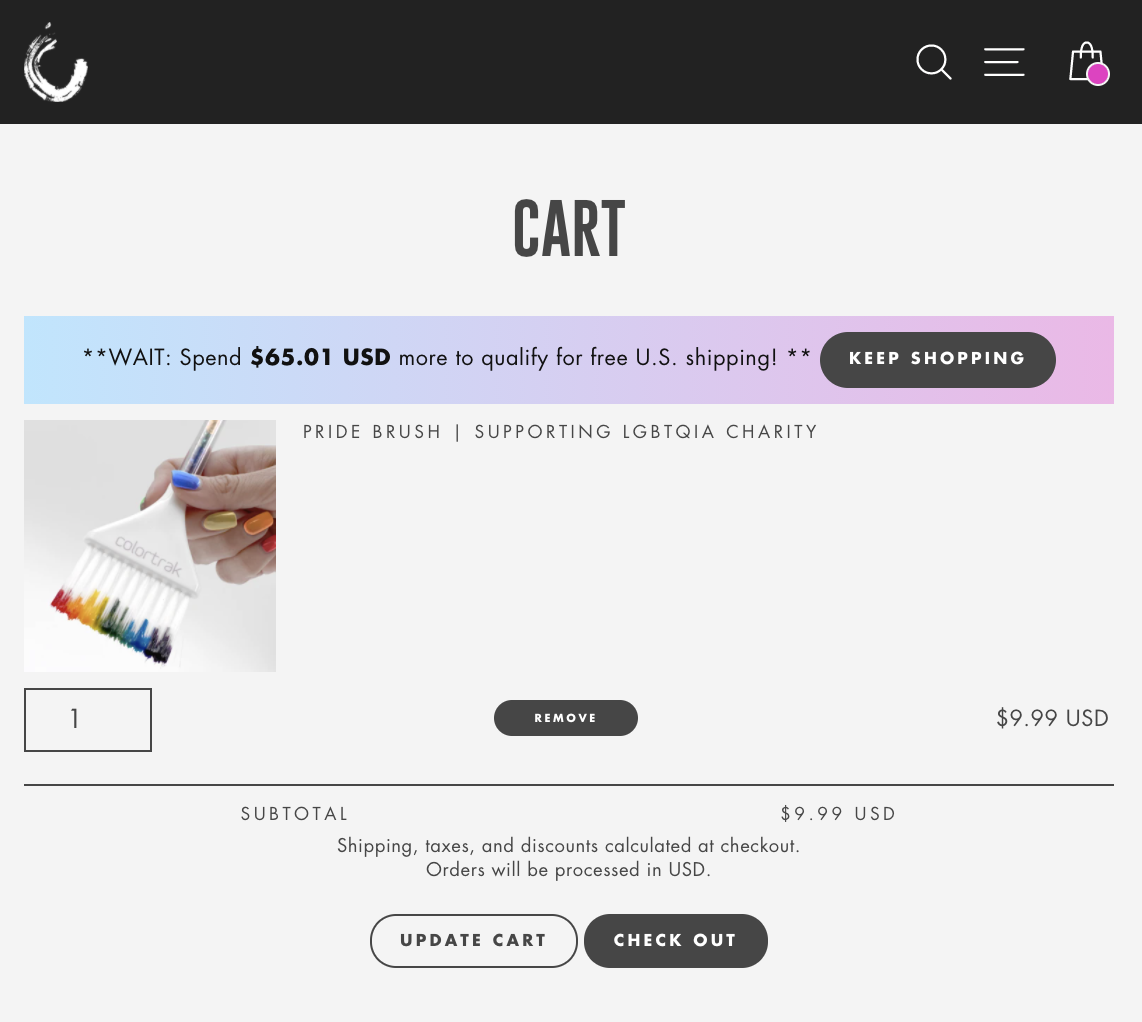 CART
**WAIT: Spend $65.01 USD more to qualify for free U.S. shipping! ** KEEP SHOPPING
PRIDE BRUSH | SUPPORTING LGBTQIA CHARITY
colortrak
1 REMOVE $9.99 USD
SUBTOTAL $9.99 USD
Shipping, taxes, and discounts calculated at checkout.
Orders will be processed in USD.
UPDATE CART CHECK OUT